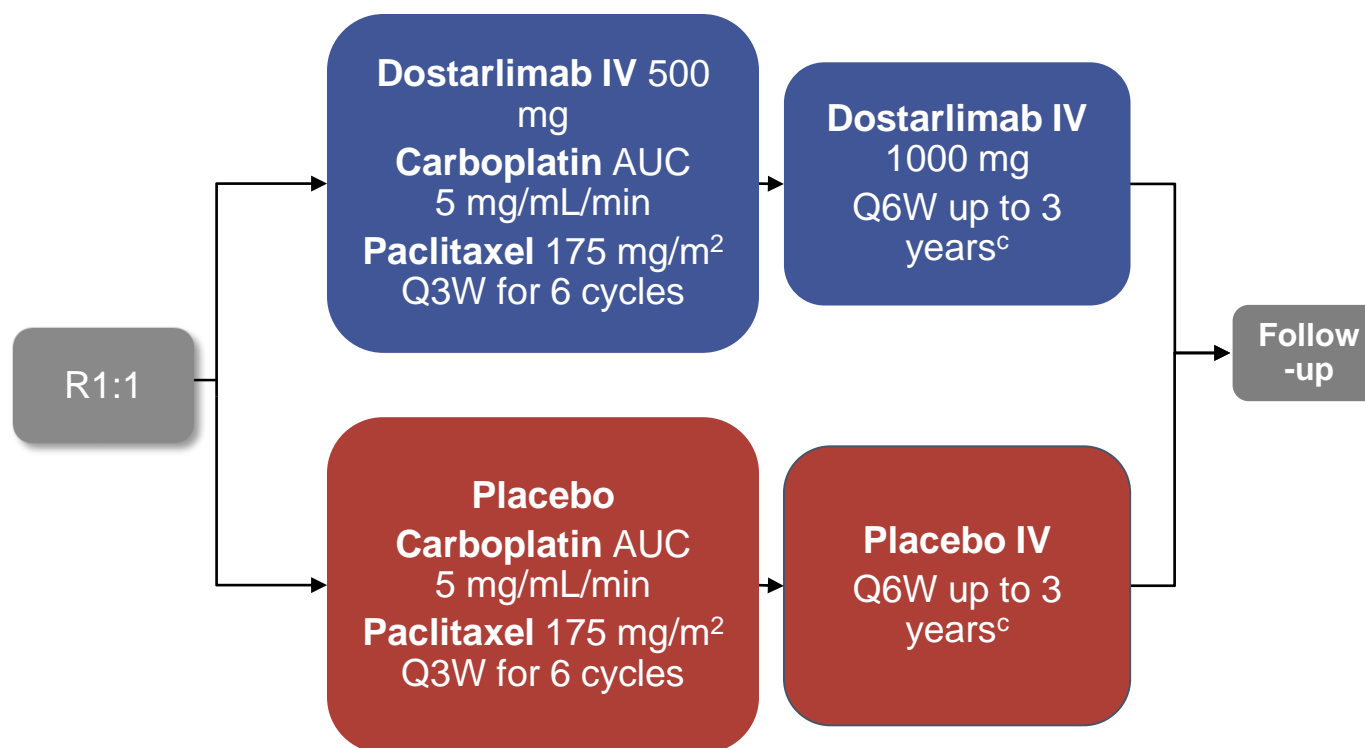 R1:1
Dostarlimab IV 500
mg
Carboplatin AUC
5 mg/mL/min
Paclitaxel 175 mg/m²
Q3W for 6 cycles
Dostarlimab IV
1000 mg
Q6W up to 3
yearsᶜ
Placebo
Carboplatin AUC
5 mg/mL/min
Paclitaxel 175 mg/m²
Q3W for 6 cycles
Placebo IV
Q6W up to 3
yearsᶜ
Follow
-up